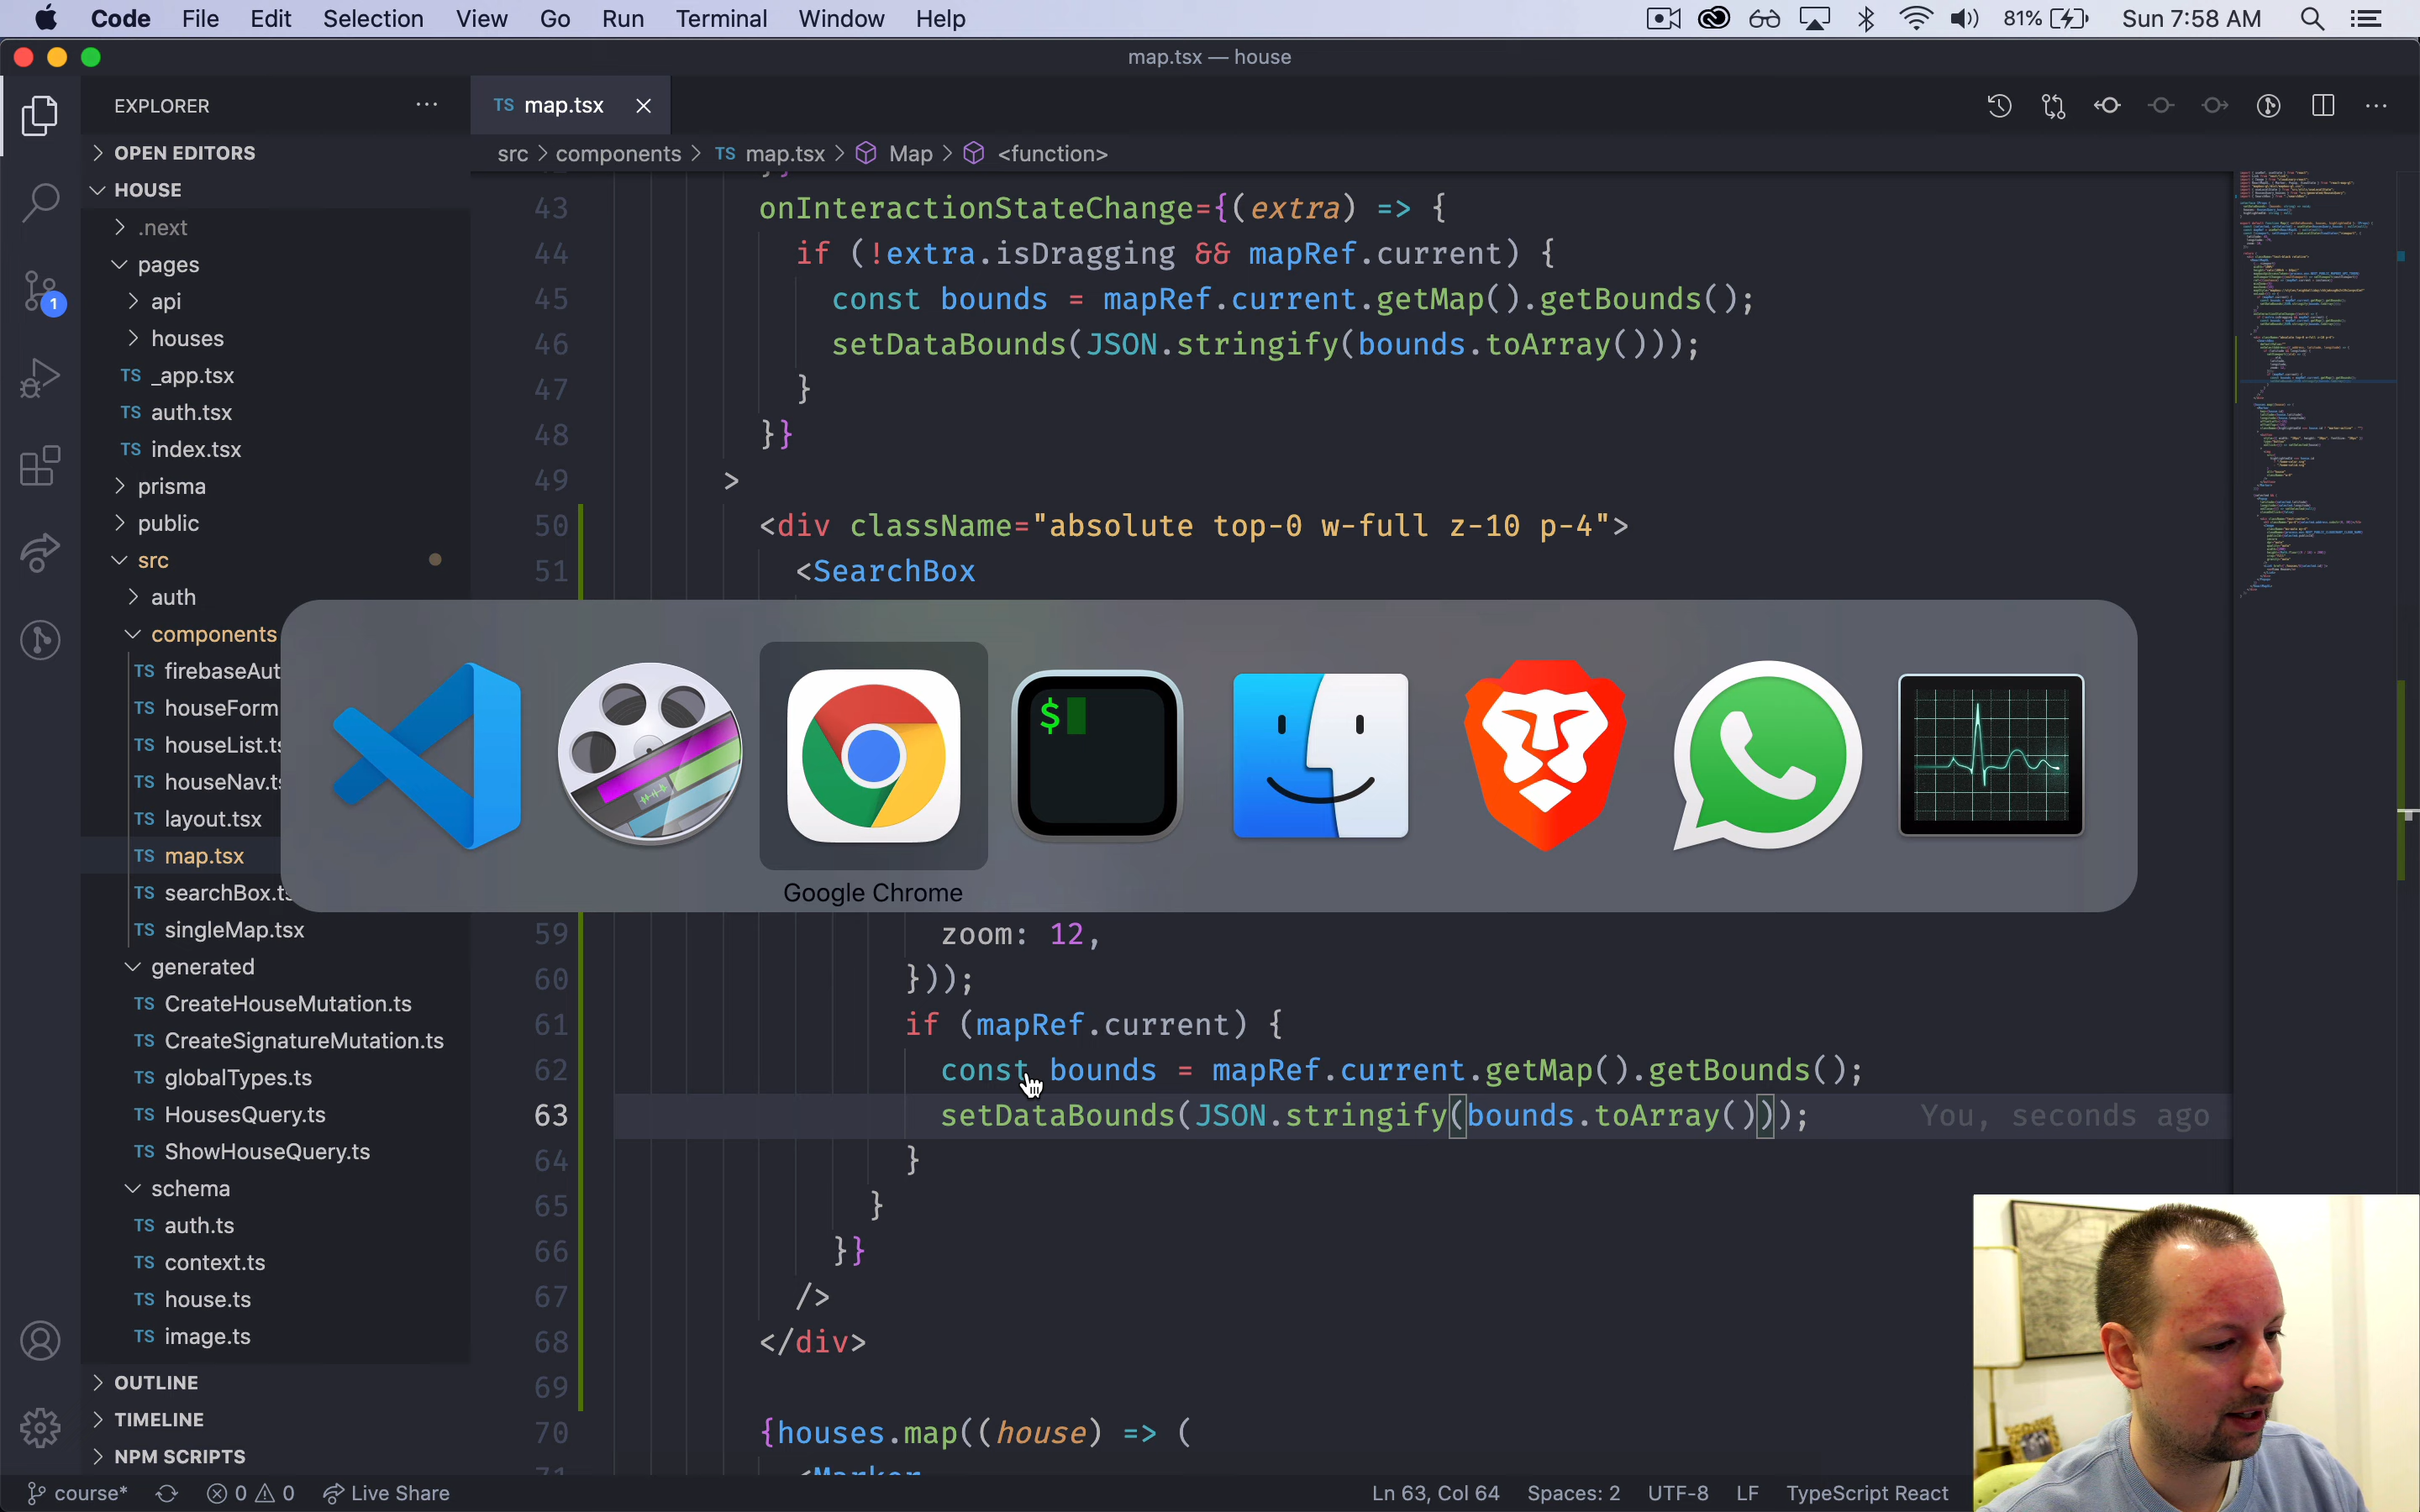 Code File Edit Selection View Go Run Terminal Window Help 81% Sun 7:58 AM
map.tsx — house
EXPLORER ···
TS map.tsx
src > components > TS map.tsx > Map > <function>
OPEN EDITORS
HOUSE
.next
pages
api
houses
TS _app.tsx
TS auth.tsx
TS index.tsx
prisma
public
src
auth
components
TS firebaseAut
TS houseForm
TS houseList.ts
TS houseNav.ts
TS layout.tsx
TS map.tsx
TS searchBox.ts
TS singleMap.tsx
generated
TS CreateHouseMutation.ts
TS CreateSignatureMutation.ts
TS globalTypes.ts
TS HousesQuery.ts
TS ShowHouseQuery.ts
schema
TS auth.ts
TS context.ts
TS house.ts
TS image.ts
OUTLINE
TIMELINE
NPM SCRIPTS
1
43 onInteractionStateChange={(extra) => {
44 if (!extra.isDragging && mapRef.current) {
45 const bounds = mapRef.current.getMap().getBounds();
46 setDataBounds(JSON.stringify(bounds.toArray()));
47 }
48 }}
49 >
50 <div className="absolute top-0 w-full z-10 p-4">
51 <SearchBox
$
Google Chrome
59 zoom: 12,
60 }));
61 if (mapRef.current) {
62 const bounds = mapRef.current.getMap().getBounds();
63 setDataBounds(JSON.stringify(bounds.toArray())); You, seconds ago
64 }
65 }
66 }}
67 />
68 </div>
69
70 {houses.map((house) => (
71 <Marker
course* 0 0 Live Share Ln 63, Col 64 Spaces: 2 UTF-8 LF TypeScript React